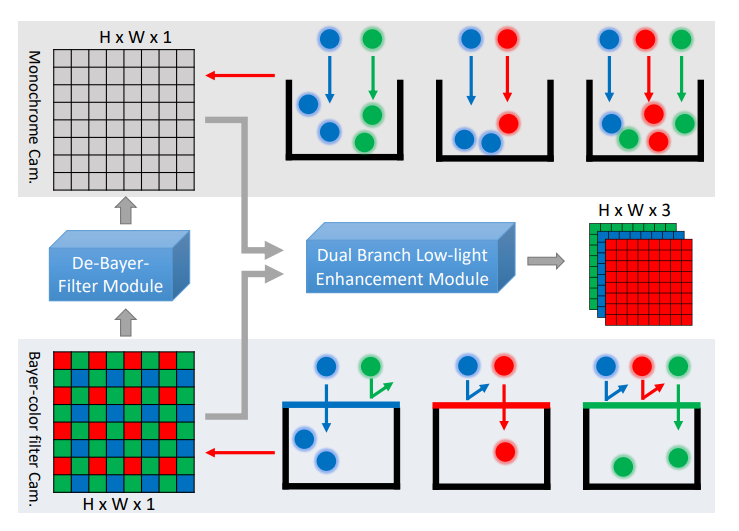 H x W x 1
Monochrome Cam.
De-Bayer-
Filter Module
Dual Branch Low-light
Enhancement Module
H x W x 3
Bayer-color filter Cam.
H x W x 1